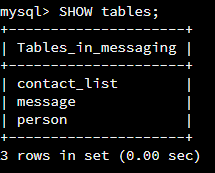 mysql> SHOW tables;
+---------------------+
| Tables_in_messaging |
+---------------------+
| contact_list        |
| message             |
| person              |
+---------------------+
3 rows in set (0.00 sec)